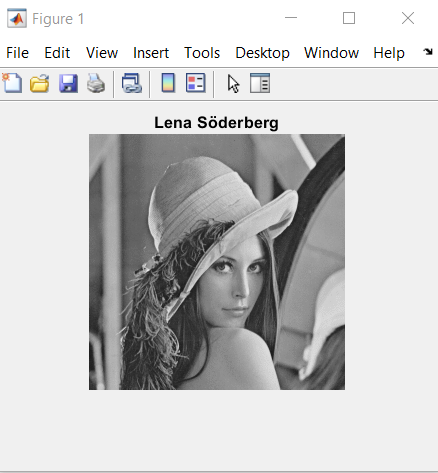 Figure 1
File Edit View Insert Tools Desktop Window Help
Lena Söderberg